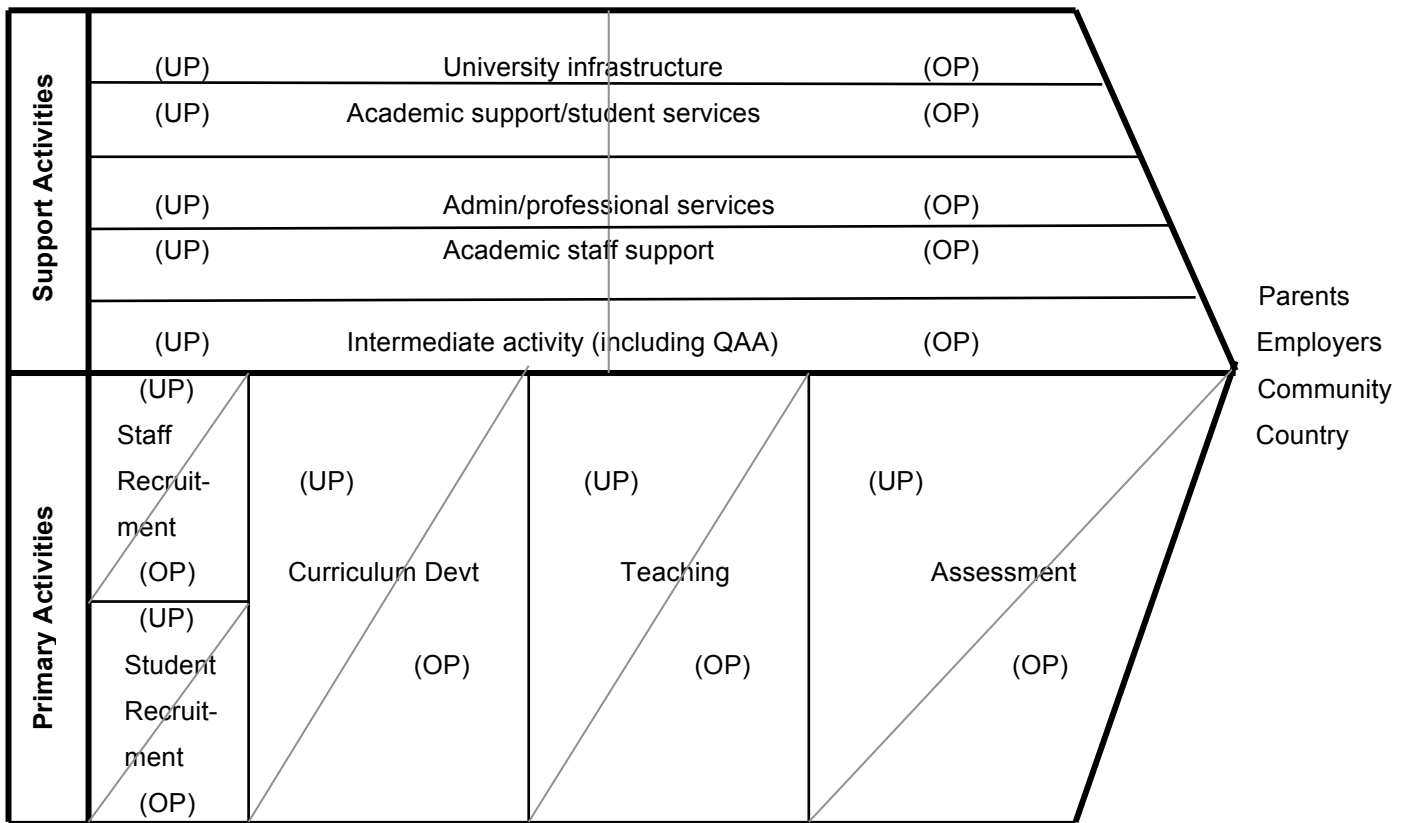 Support Activities
(UP) University infrastructure (OP)
(UP) Academic support/student services (OP)
(UP) Admin/professional services (OP)
(UP) Academic staff support (OP)
(UP) Intermediate activity (including QAA) (OP)
Primary Activities
(UP)
Staff
Recruit-
ment
(OP)
(UP)
Student
Recruit-
ment
(OP)
(UP)
Curriculum Devt
(OP)
(UP)
Teaching
(OP)
(UP)
Assessment
(OP)
Parents
Employers
Community
Country